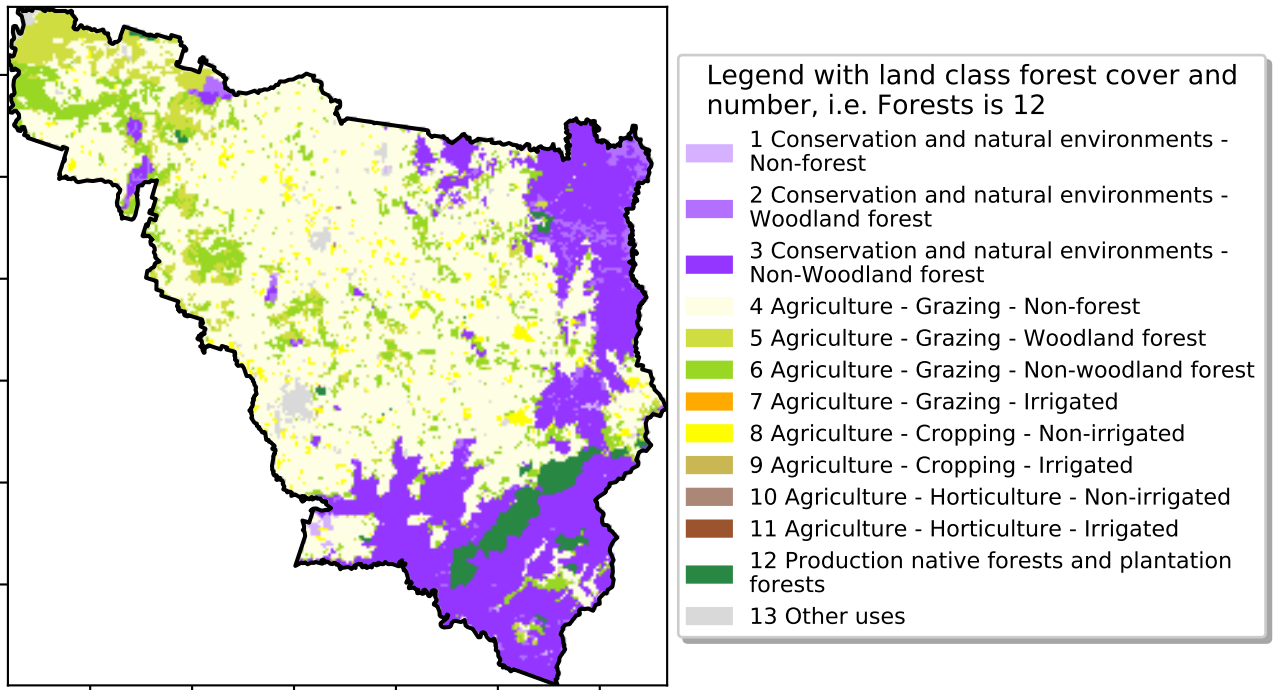 Legend with land class forest cover and
number, i.e. Forests is 12
1 Conservation and natural environments -
Non-forest
2 Conservation and natural environments -
Woodland forest
3 Conservation and natural environments -
Non-Woodland forest
4 Agriculture - Grazing - Non-forest
5 Agriculture - Grazing - Woodland forest
6 Agriculture - Grazing - Non-woodland forest
7 Agriculture - Grazing - Irrigated
8 Agriculture - Cropping - Non-irrigated
9 Agriculture - Cropping - Irrigated
10 Agriculture - Horticulture - Non-irrigated
11 Agriculture - Horticulture - Irrigated
12 Production native forests and plantation
forests
13 Other uses